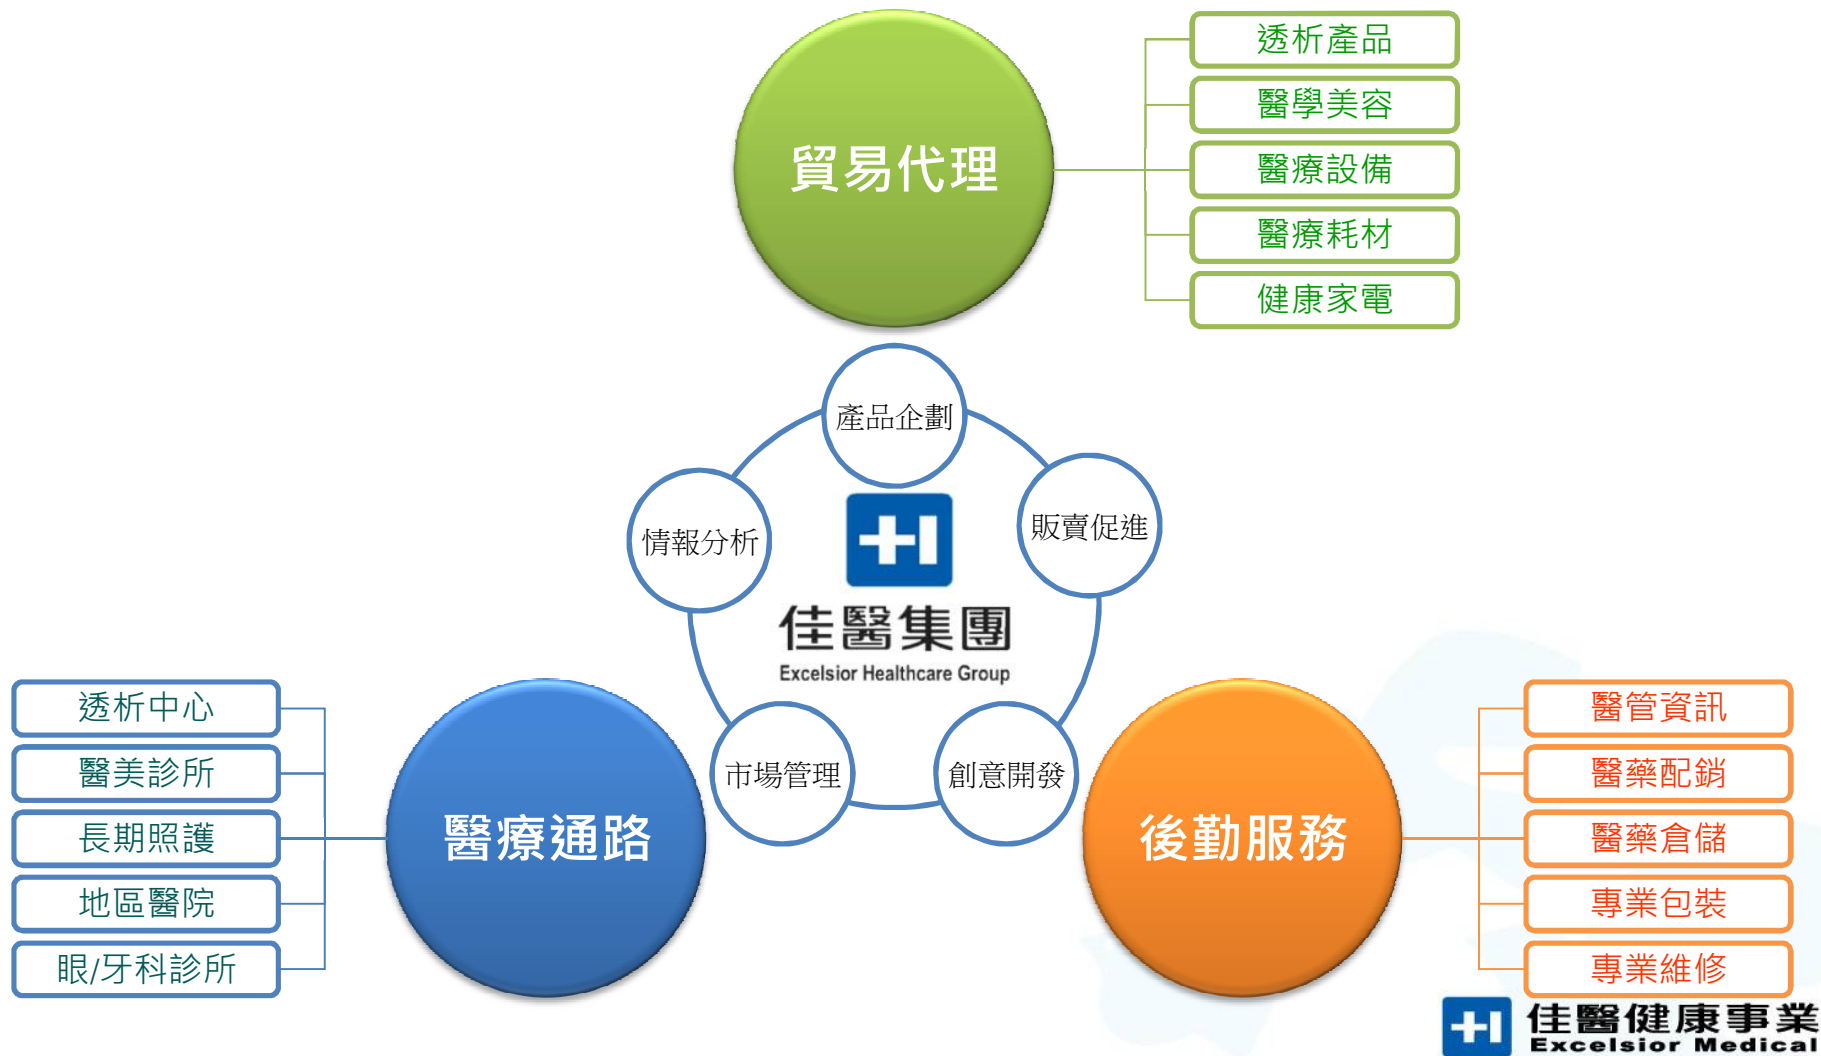 貿易代理
透析產品
醫學美容
醫療設備
醫療耗材
健康家電
產品企劃
販賣促進
情報分析
佳醫集團
Excelsior Healthcare Group
市場管理
創意開發
醫療通路
透析中心
醫美診所
長期照護
地區醫院
眼/牙科診所
後勤服務
醫管資訊
醫藥配銷
醫藥倉儲
專業包裝
專業維修
佳醫健康事業
Excelsior Medical